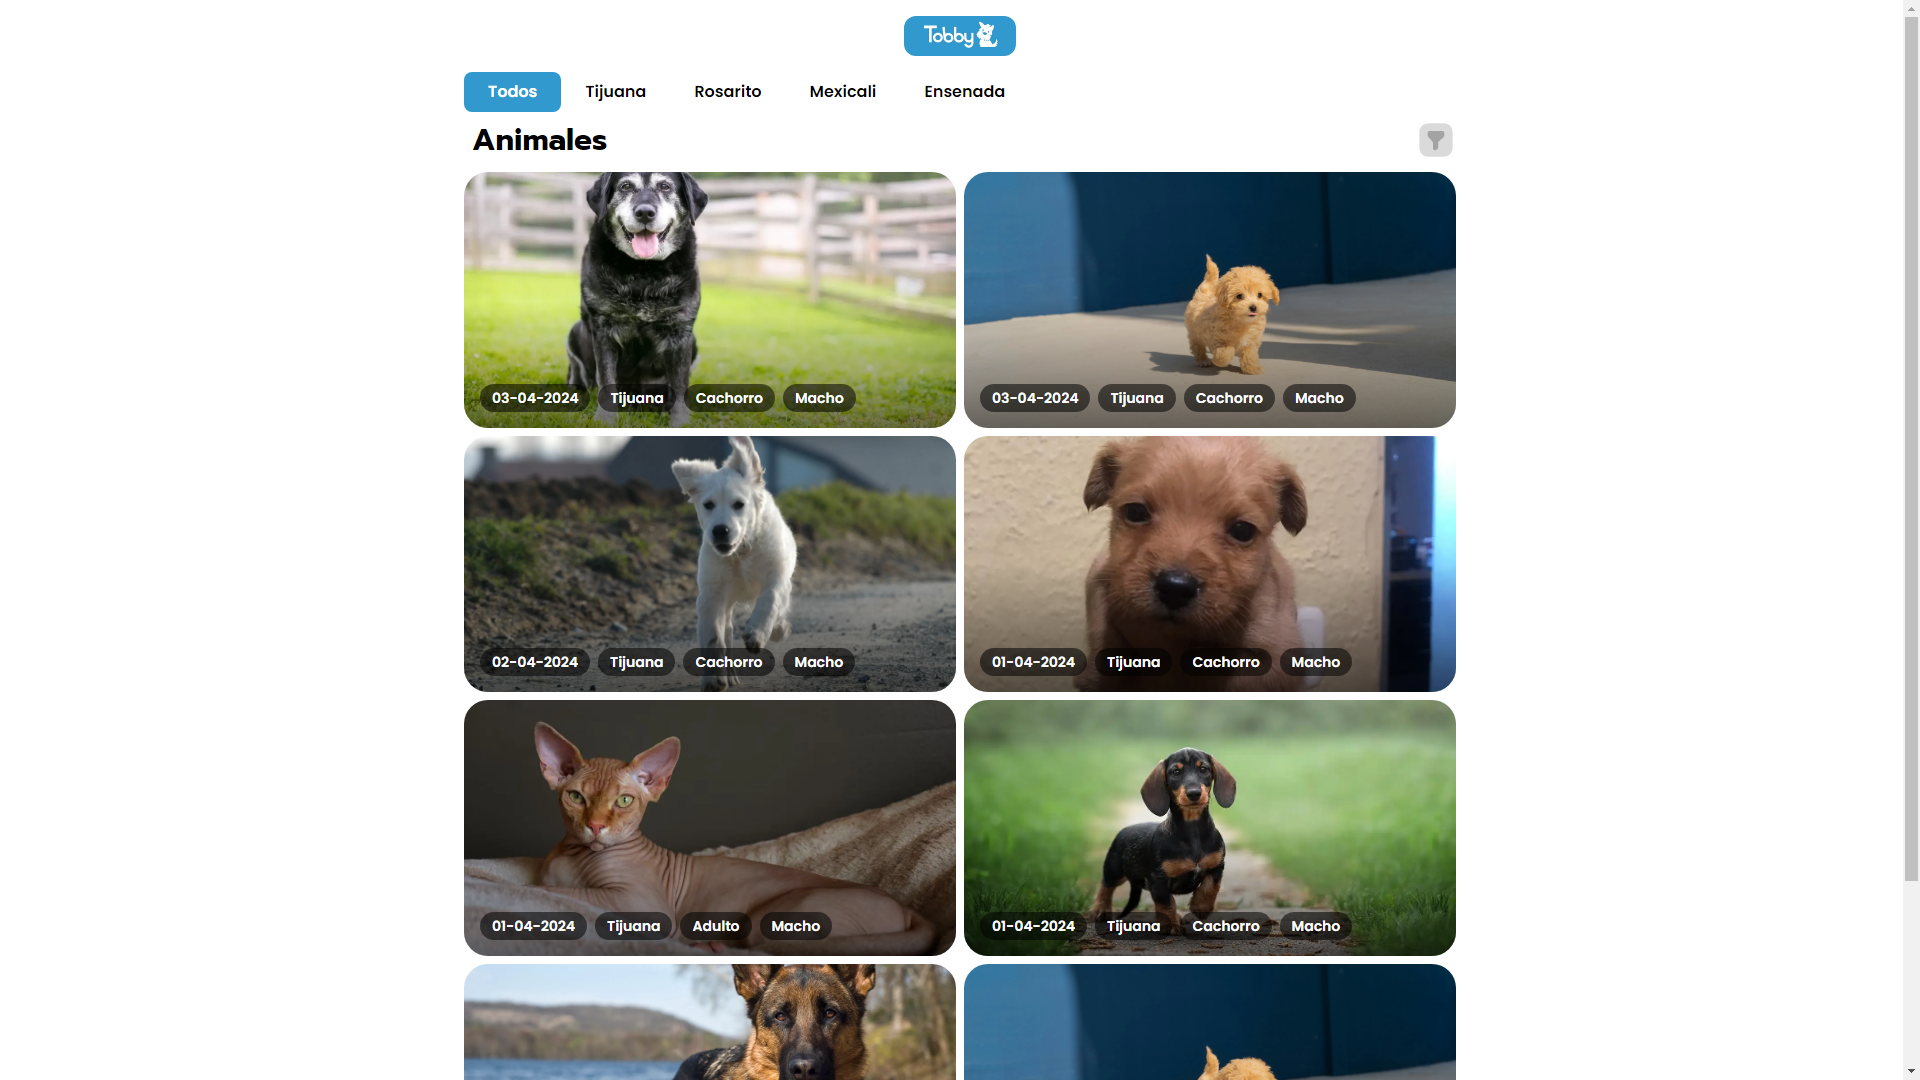 Tobby
Todos Tijuana Rosarito Mexicali Ensenada
Animales
03-04-2024 Tijuana Cachorro Macho
03-04-2024 Tijuana Cachorro Macho
02-04-2024 Tijuana Cachorro Macho
01-04-2024 Tijuana Cachorro Macho
01-04-2024 Tijuana Adulto Macho
01-04-2024 Tijuana Cachorro Macho